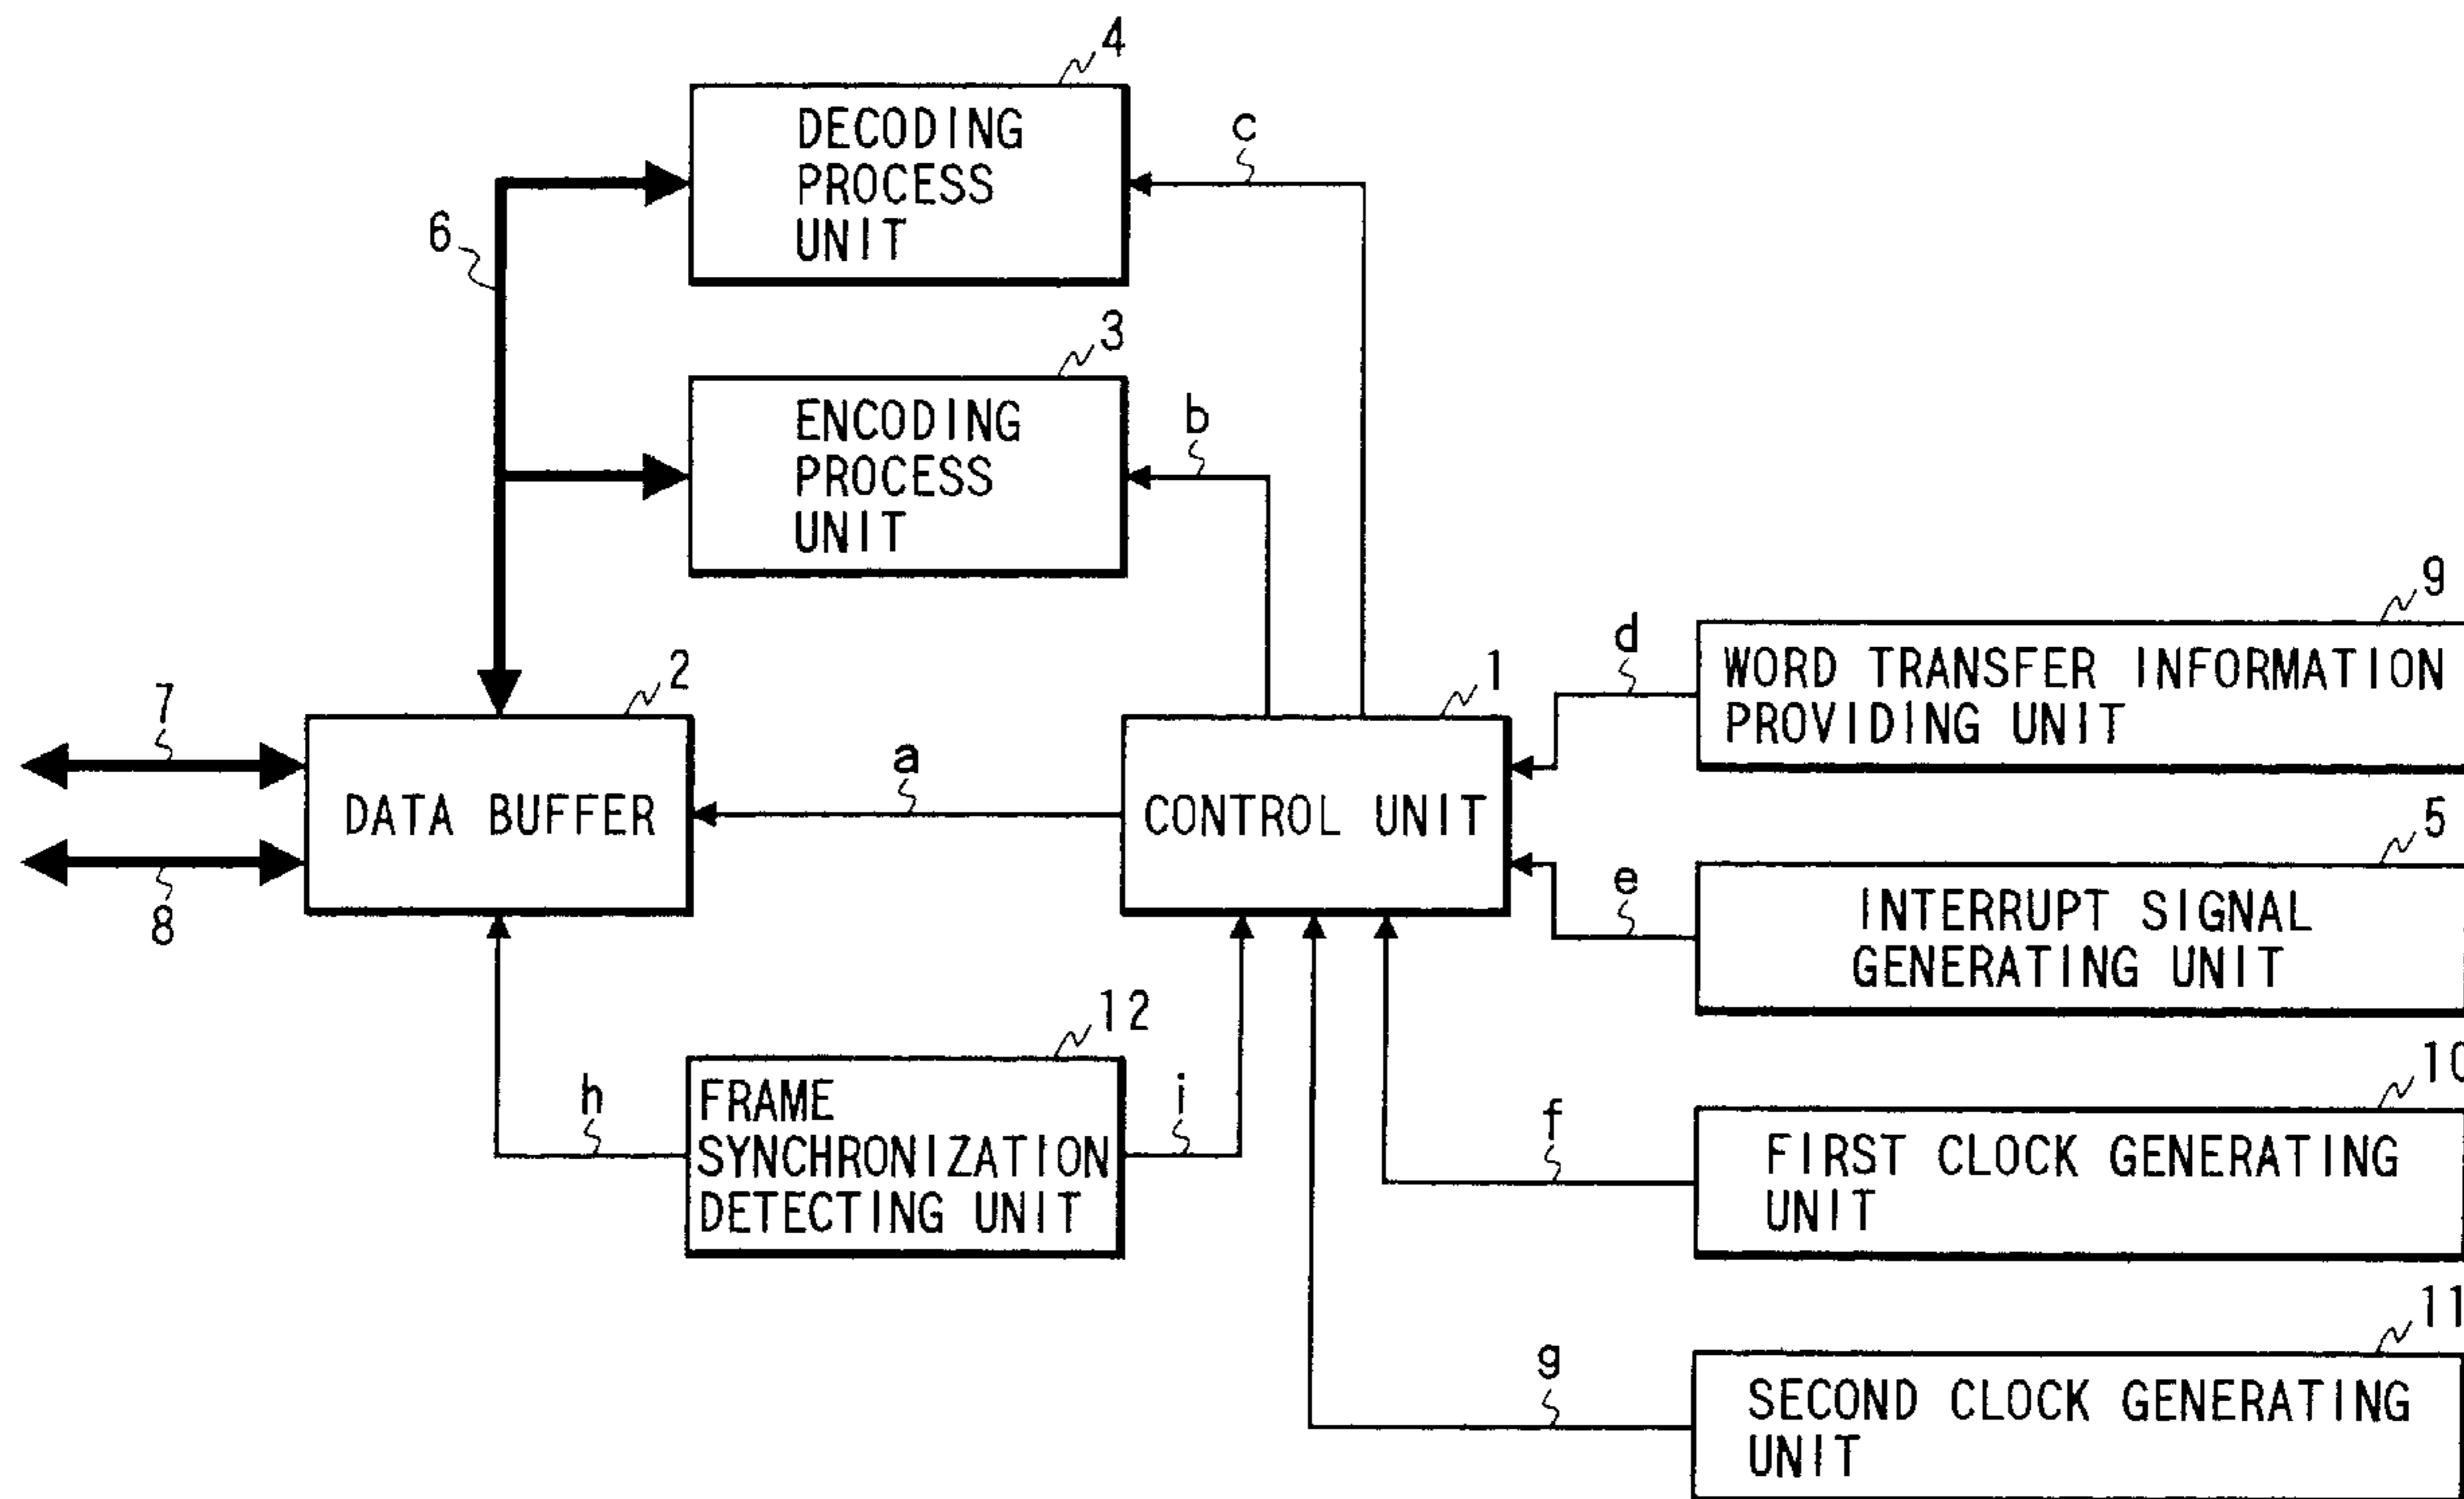 4
DECODING
PROCESS
UNIT
c
6
3
ENCODING
PROCESS
UNIT
b
9
d
WORD TRANSFER INFORMATION
PROVIDING UNIT
7
2
1
DATA BUFFER
a
CONTROL UNIT
8
5
e
INTERRUPT SIGNAL
GENERATING UNIT
12
h
FRAME
SYNCHRONIZATION
DETECTING UNIT
i
10
f
FIRST CLOCK GENERATING
UNIT
11
g
SECOND CLOCK GENERATING
UNIT